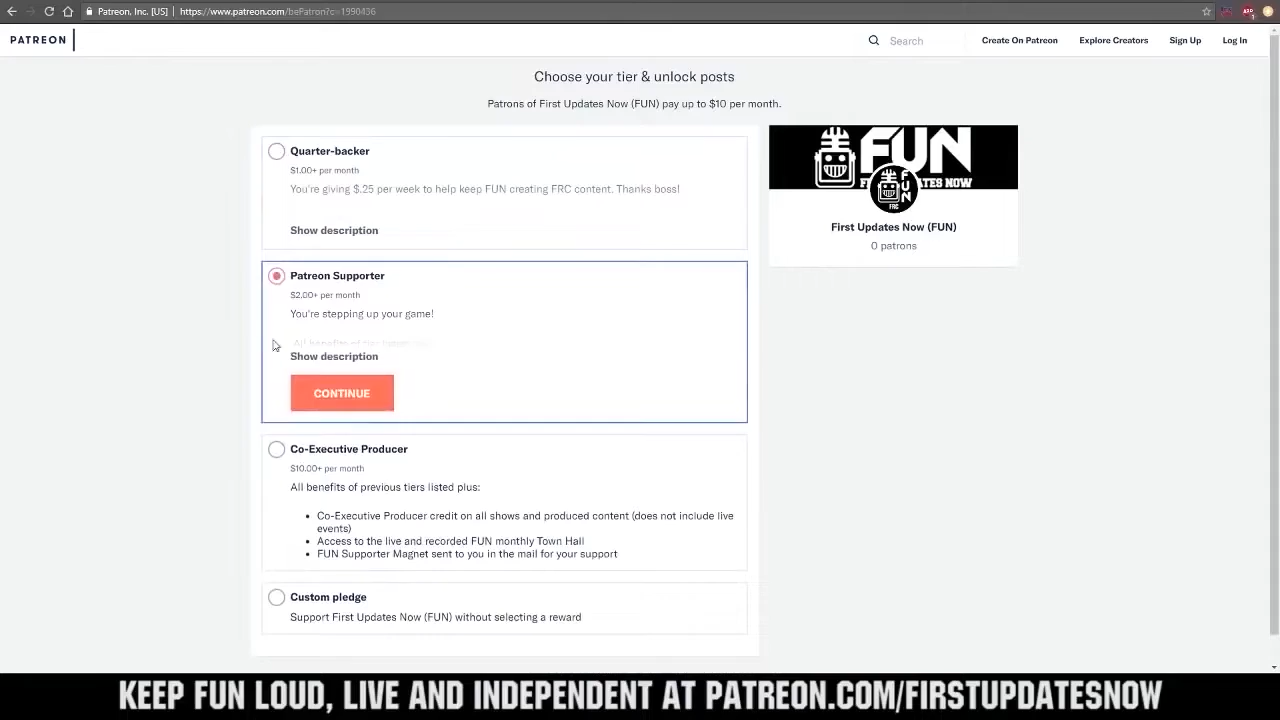 Patreon, Inc. [US] | https://www.patreon.com/bePatron?c=1990436
PATREON
Search
Create On Patreon
Explore Creators
Sign Up
Log In
Choose your tier & unlock posts
Patrons of First Updates Now (FUN) pay up to $10 per month.
Quarter-backer
$1.00+ per month
You're giving $.25 per week to help keep FUN creating FRC content. Thanks boss!
Show description
Patreon Supporter
$2.00+ per month
You're stepping up your game!
All benefits of tier
Show description
CONTINUE
Co-Executive Producer
$10.00+ per month
All benefits of previous tiers listed plus:
Co-Executive Producer credit on all shows and produced content (does not include live
events)
Access to the live and recorded FUN monthly Town Hall
FUN Supporter Magnet sent to you in the mail for your support
Custom pledge
Support First Updates Now (FUN) without selecting a reward
FUN
FUN
FRC
First Updates Now (FUN)
0 patrons
KEEP FUN LOUD, LIVE AND INDEPENDENT AT PATREON.COM/FIRSTUPDATESNOW